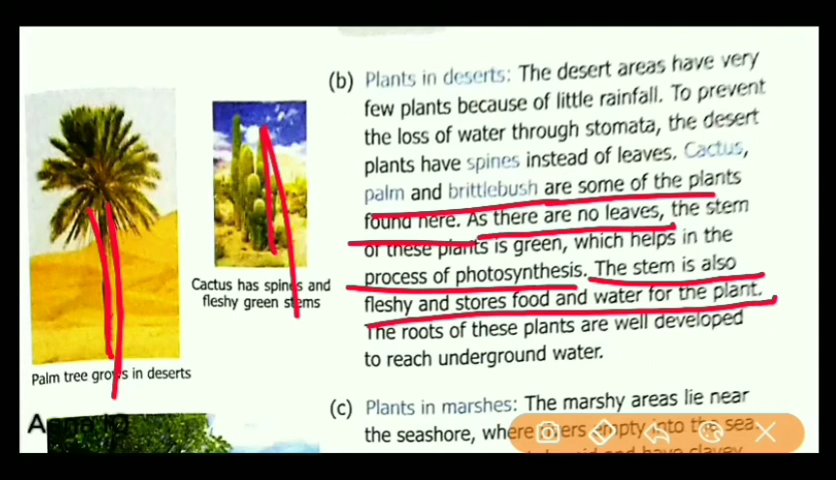 (b) Plants in deserts: The desert areas have very
few plants because of little rainfall. To prevent
the loss of water through stomata, the desert
plants have spines instead of leaves. Cactus,
palm and brittlebush are some of the plants
found here. As there are no leaves, the stem
of these plants is green, which helps in the
process of photosynthesis. The stem is also
fleshy and stores food and water for the plant.
The roots of these plants are well developed
to reach underground water.
Cactus has spines and
fleshy green stems
Palm tree grows in deserts
(c) Plants in marshes: The marshy areas lie near
the seashore, where rivers empty into the sea.
and have clayey